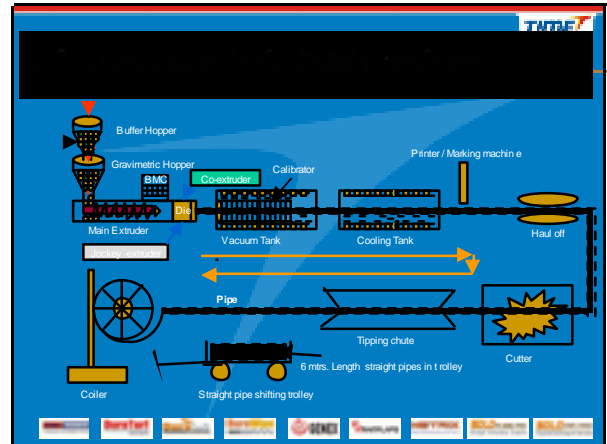 Buffer Hopper
Gravimetric Hopper
BMC
Co-extruder
Calibrator
Printer / Marking machin e
Die
Main Extruder
Vacuum Tank
Cooling Tank
Haul off
Jockey -extruder
Pipe
Tipping chute
Cutter
6 mtrs. Length straight pipes in t rolley
Coiler
Straight pipe shifting trolley
GENEX